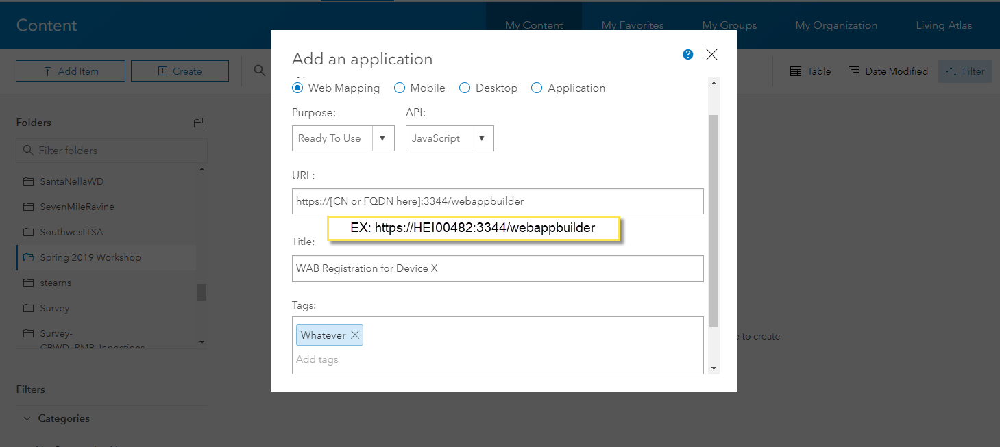 Content
My Content
My Favorites
My Groups
My Organization
Living Atlas
Add Item
Create
Table
Date Modified
Filter
Folders
Filter folders
SantaNellaWD
SevenMileRavine
SouthwestTSA
Spring 2019 Workshop
stearns
Survey
Survey-
CRWD_BMP_Inpections
Filters
Categories
Add an application
Web Mapping
Mobile
Desktop
Application
Purpose:
API:
Ready To Use
JavaScript
URL:
https://[CN or FQDN here]:3344/webappbuilder
EX: https://HEI00482:3344/webappbuilder
Title:
WAB Registration for Device X
Tags:
Whatever
Add tags
to create